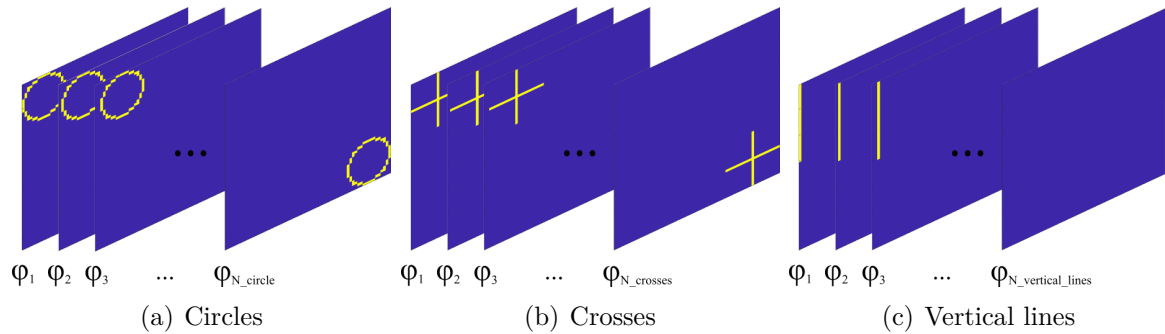 φ1 φ2 φ3 ... φN_circle φ1 φ2 φ3 ... φN_crosses φ1 φ2 φ3 ... φN_vertical_lines
(a) Circles (b) Crosses (c) Vertical lines